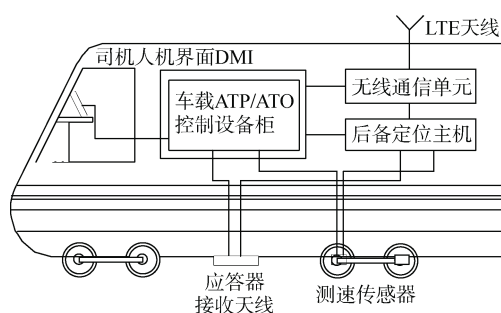 LTE天线
司机人机界面DMI
车载ATP/ATO
控制设备柜
无线通信单元
后备定位主机
应答器
接收天线
测速传感器